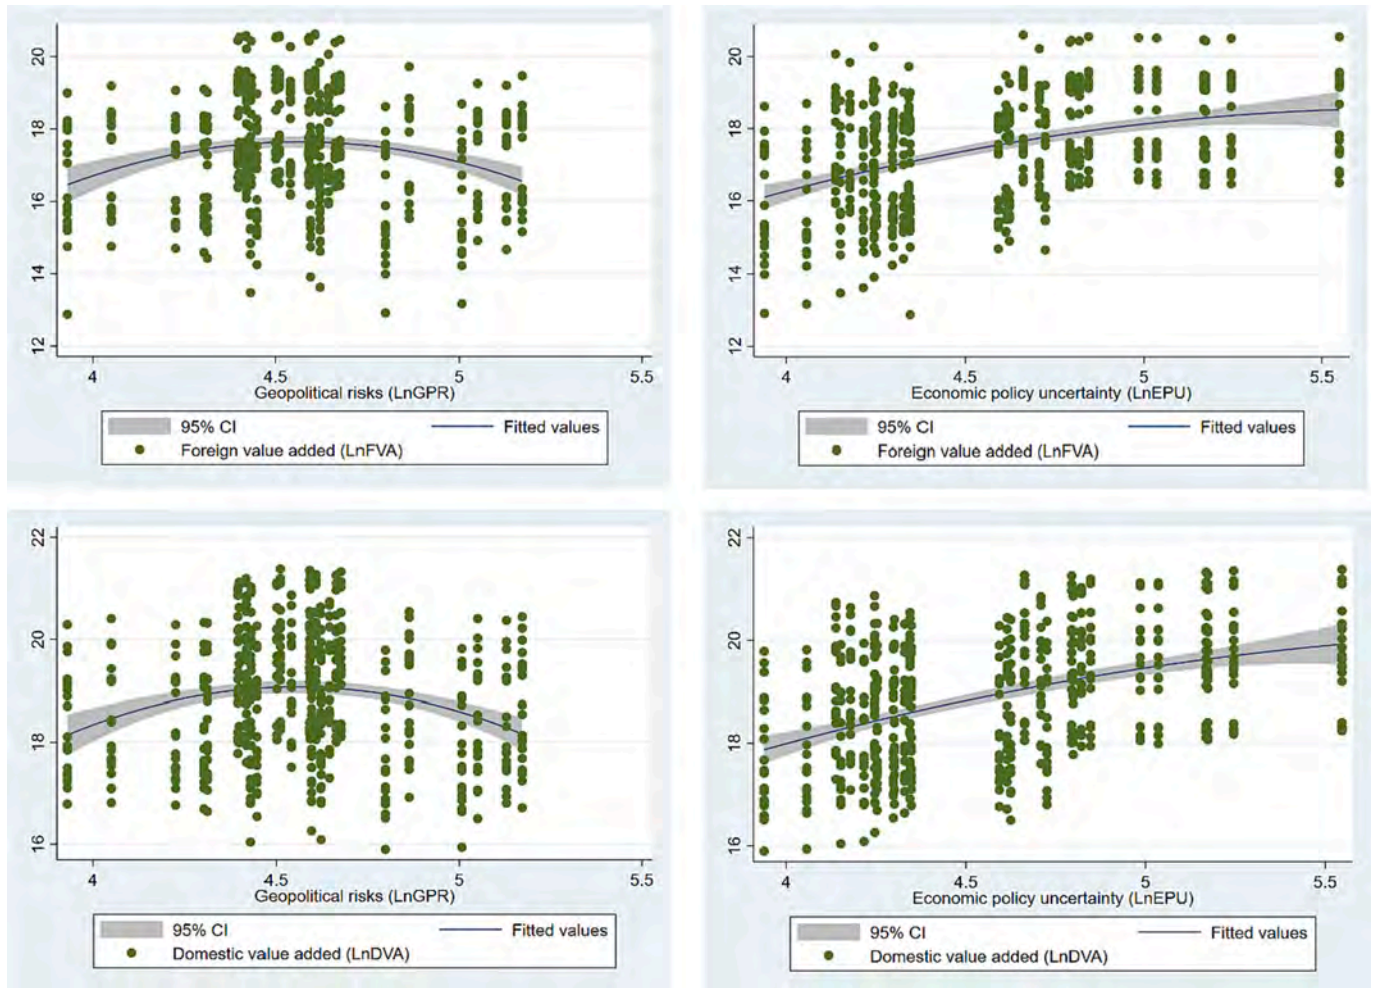 20
18
16
14
12
4
4.5
5
5.5
Geopolitical risks (LnGPR)
95% CI
Fitted values
Foreign value added (LnFVA)
20
18
16
14
12
4
4.5
5
5.5
Economic policy uncertainty (LnEPU)
95% CI
Fitted values
Foreign value added (LnFVA)
22
20
18
16
4
4.5
5
5.5
Geopolitical risks (LnGPR)
95% CI
Fitted values
Domestic value added (LnDVA)
22
20
18
16
4
4.5
5
5.5
Economic policy uncertainty (LnEPU)
95% CI
Fitted values
Domestic value added (LnDVA)